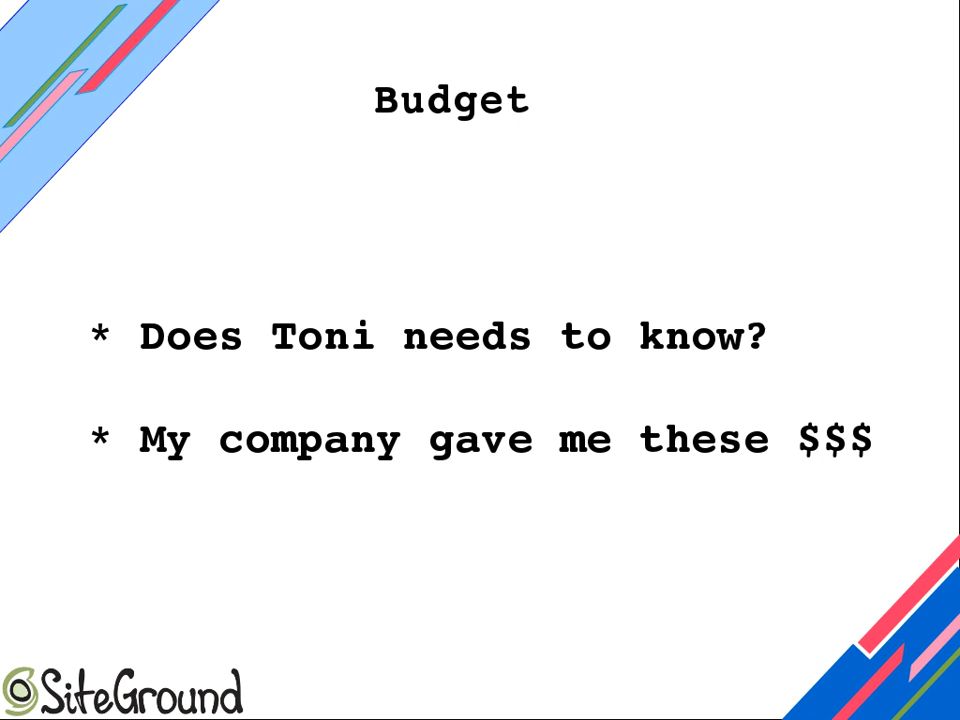 Budget
* Does Toni needs to know?
* My company gave me these $$$
SiteGround